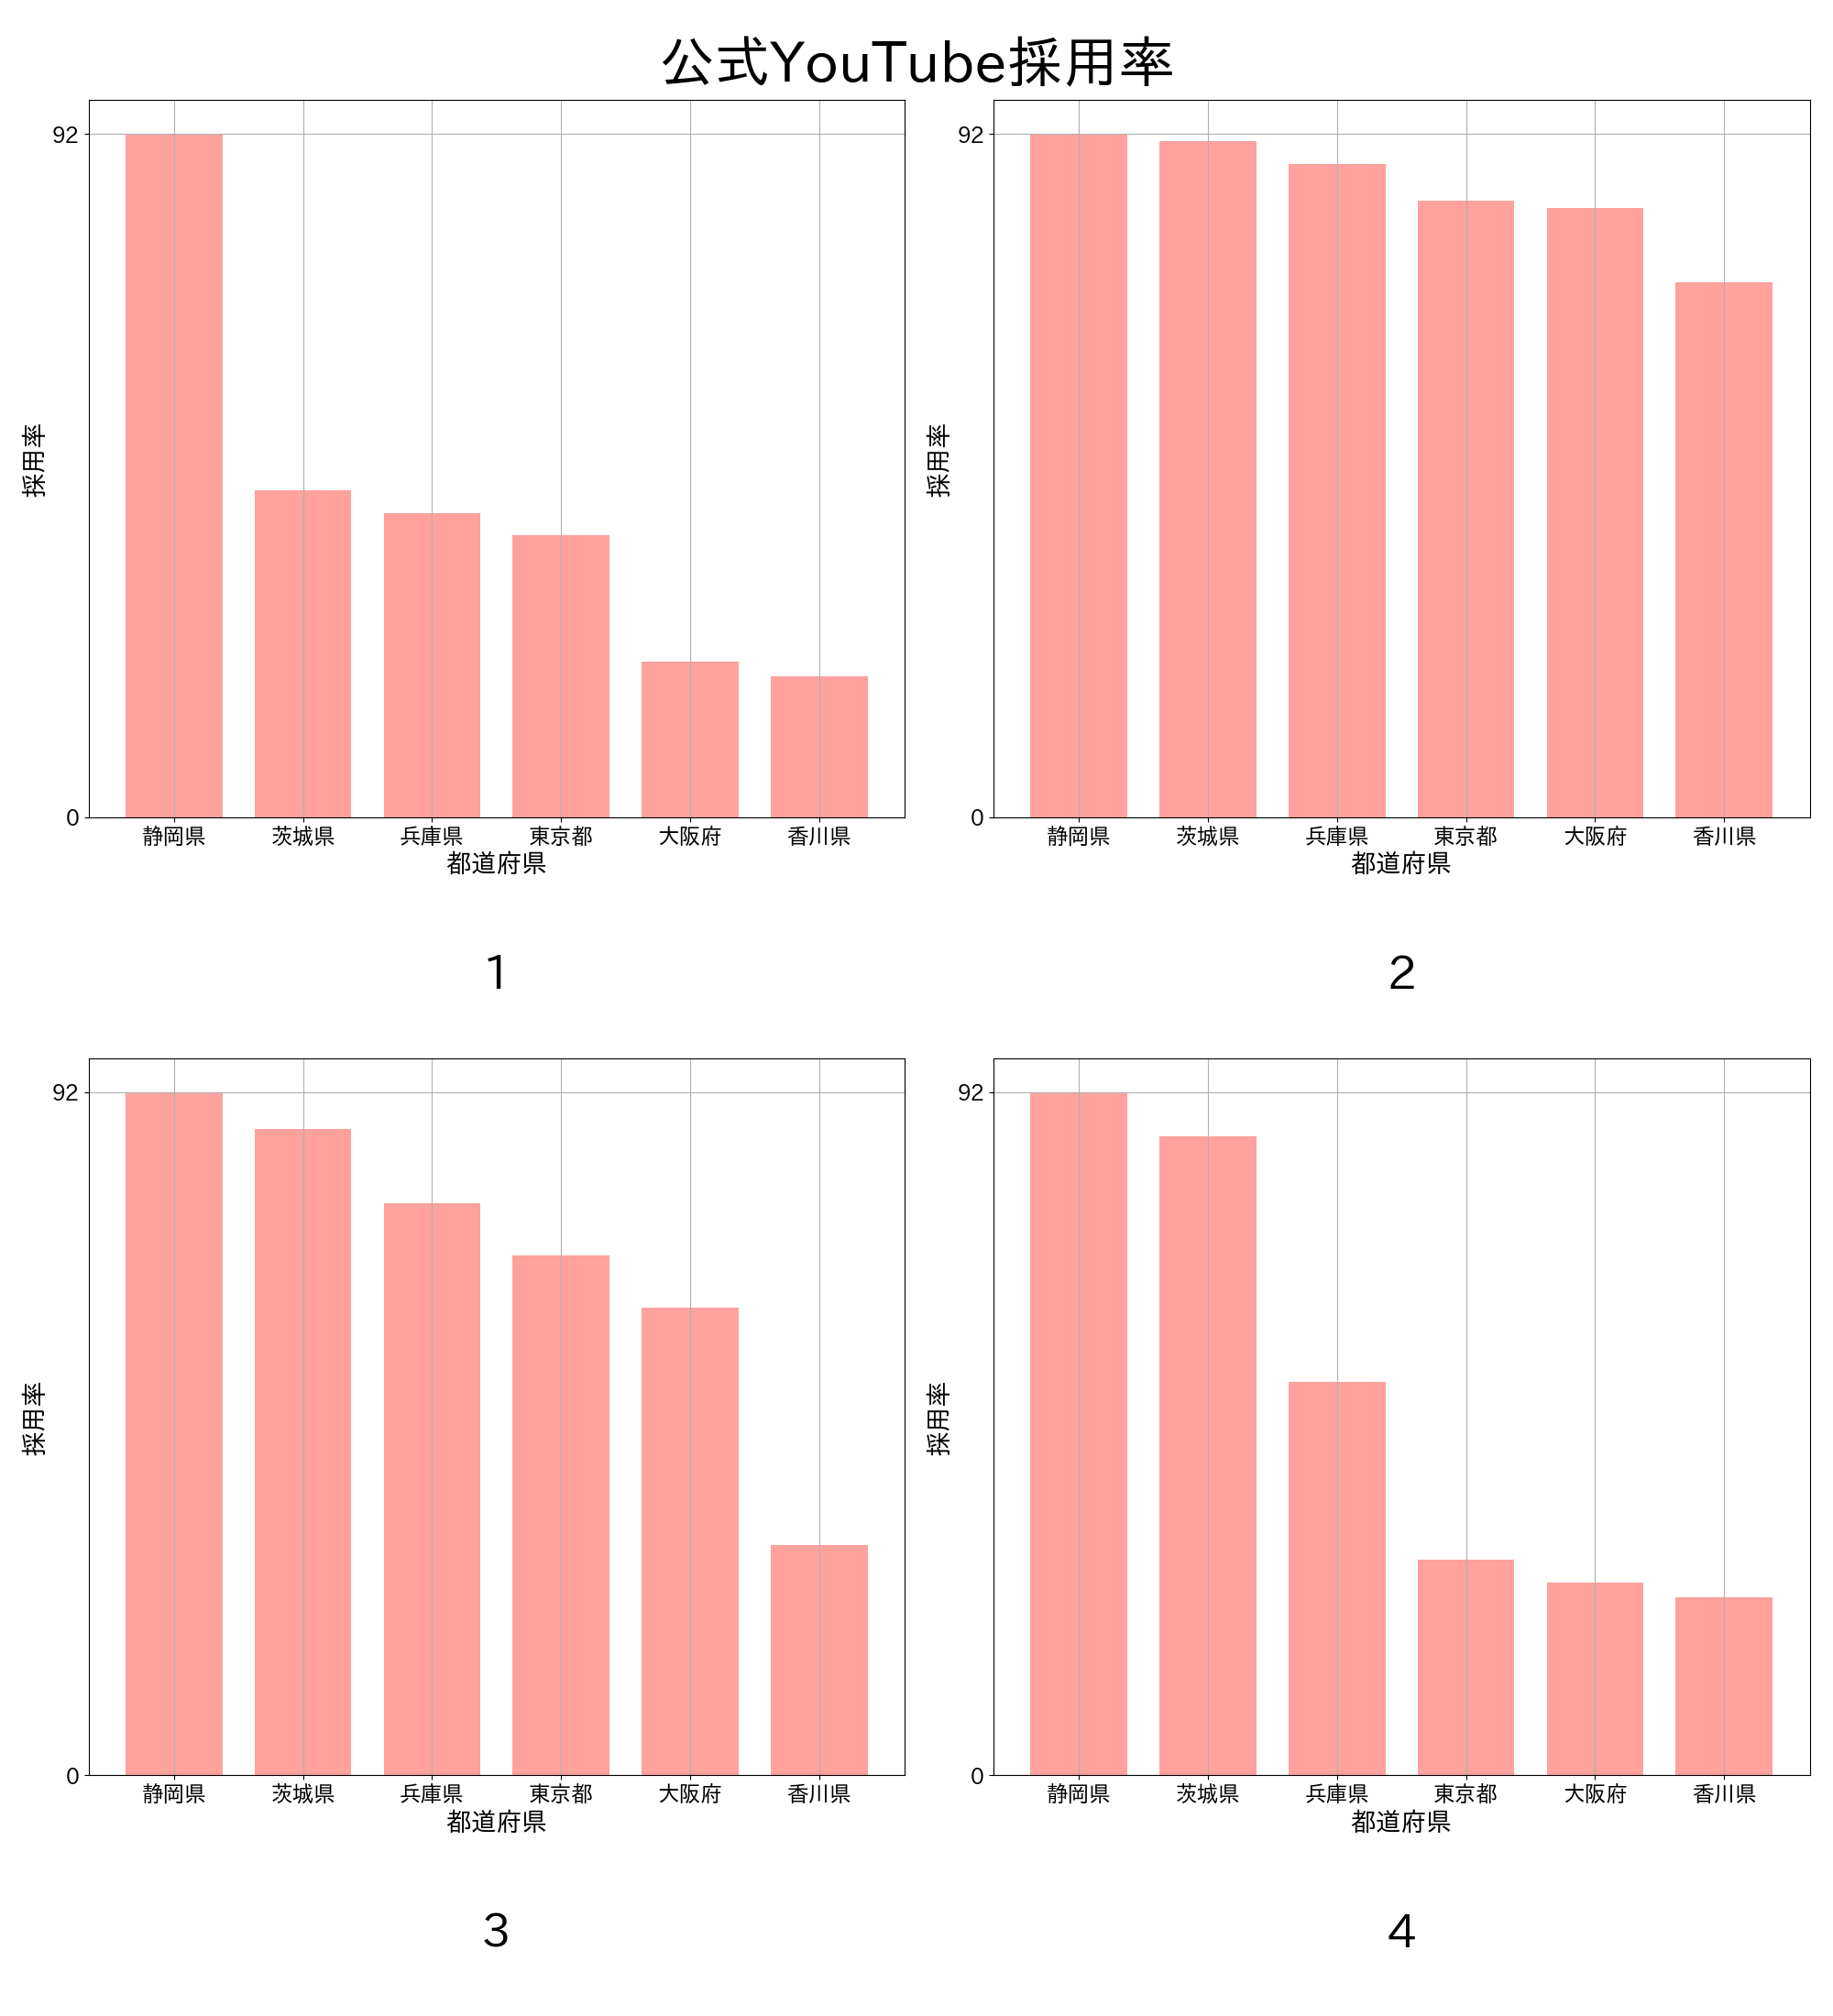 公式YouTube採用率
92
0
採用率
静岡県 茨城県 兵庫県 東京都 大阪府 香川県
都道府県
1
92
0
採用率
静岡県 茨城県 兵庫県 東京都 大阪府 香川県
都道府県
2
92
0
採用率
静岡県 茨城県 兵庫県 東京都 大阪府 香川県
都道府県
3
92
0
採用率
静岡県 茨城県 兵庫県 東京都 大阪府 香川県
都道府県
4